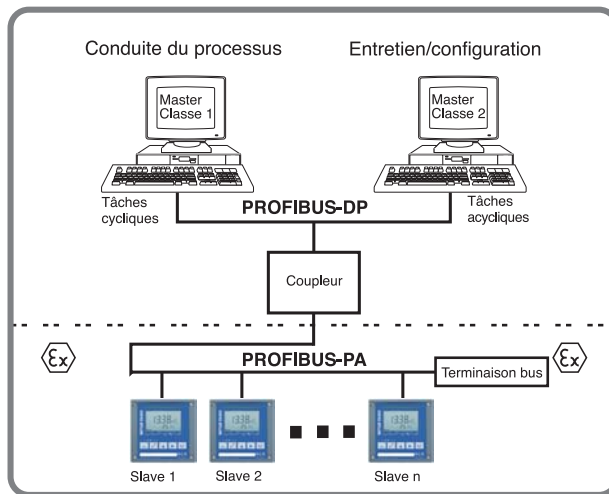 Conduite du processus
Entretien/configuration
Master
Classe 1
Master
Classe 2
Tâches
cycliques
PROFIBUS-DP
Tâches
acycliques
Coupleur
Ex
PROFIBUS-PA
Terminaison bus
Ex
Slave 1
Slave 2
Slave n